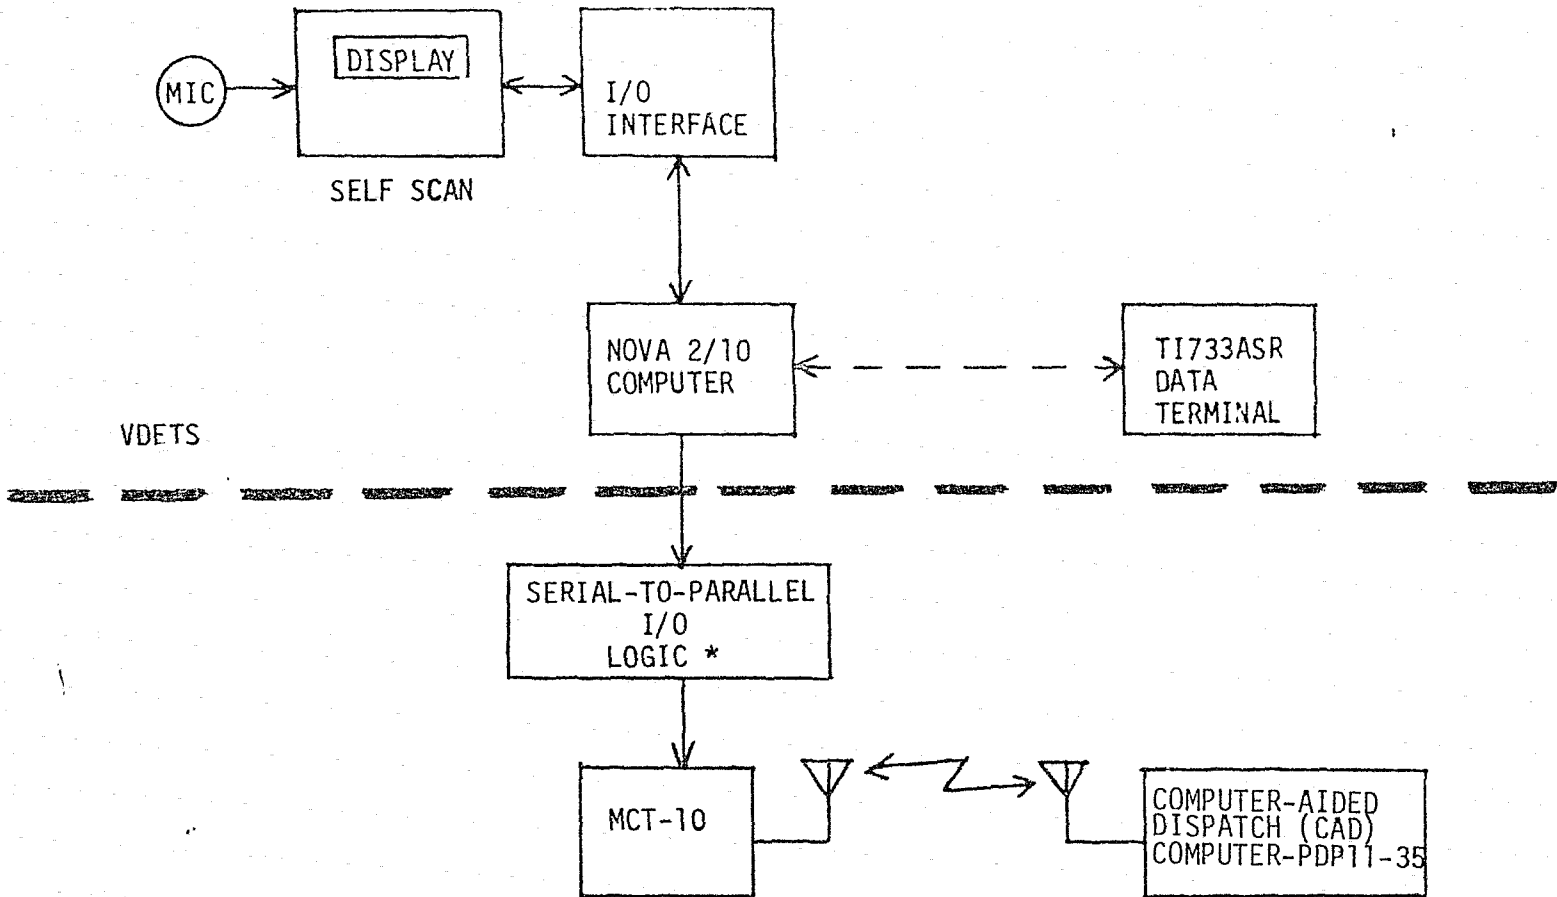 DISPLAY
MIC
I/O
INTERFACE
SELF SCAN
NOVA 2/10
COMPUTER
TI733ASR
DATA
TERMINAL
VDETS
SERIAL-TO-PARALLEL
I/O
LOGIC *
MCT-10
COMPUTER-AIDED
DISPATCH (CAD)
COMPUTER-PDP11-35